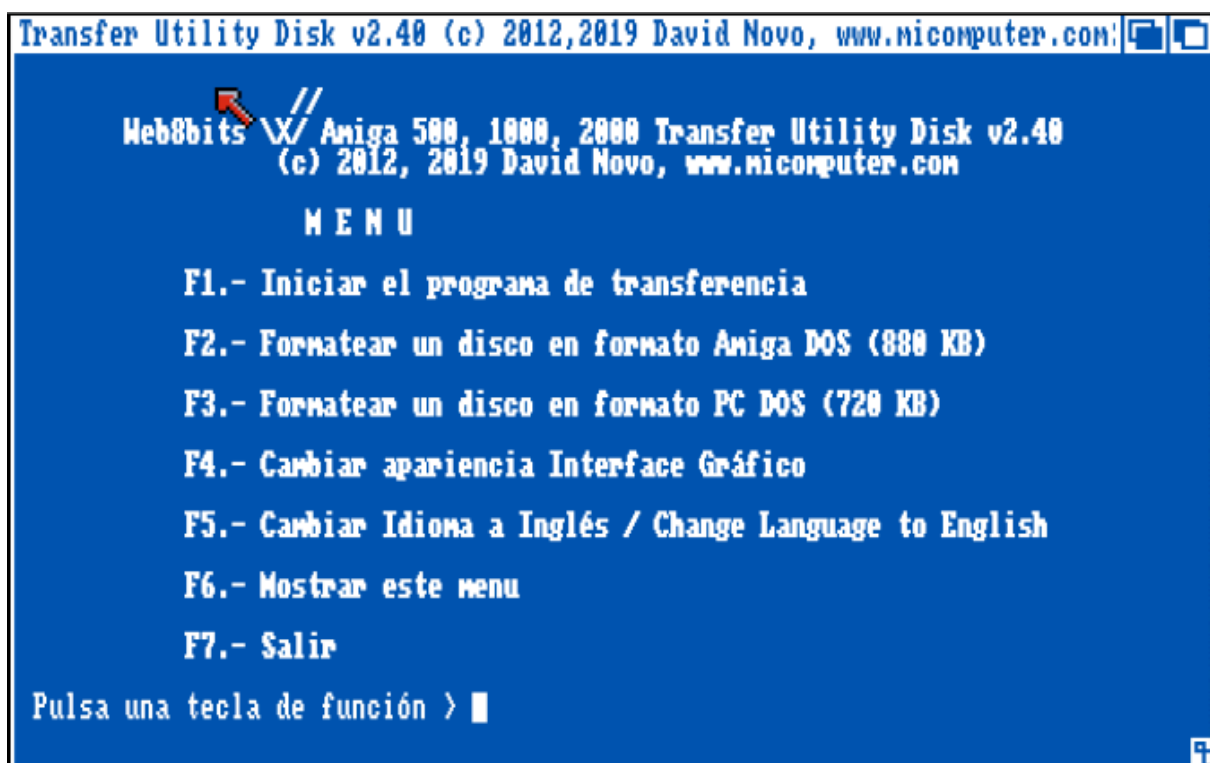 Transfer Utility Disk v2.40 (c) 2012,2019 David Novo, www.micomputer.com
//
Web8bits \X/ Amiga 500, 1000, 2000 Transfer Utility Disk v2.40
(c) 2012, 2019 David Novo, www.micomputer.com
M E N U
F1.- Iniciar el programa de transferencia
F2.- Formatear un disco en formato Amiga DOS (880 KB)
F3.- Formatear un disco en formato PC DOS (720 KB)
F4.- Cambiar apariencia Interface Gráfico
F5.- Cambiar Idioma a Inglés / Change Language to English
F6.- Mostrar este menu
F7.- Salir
Pulsa una tecla de función >